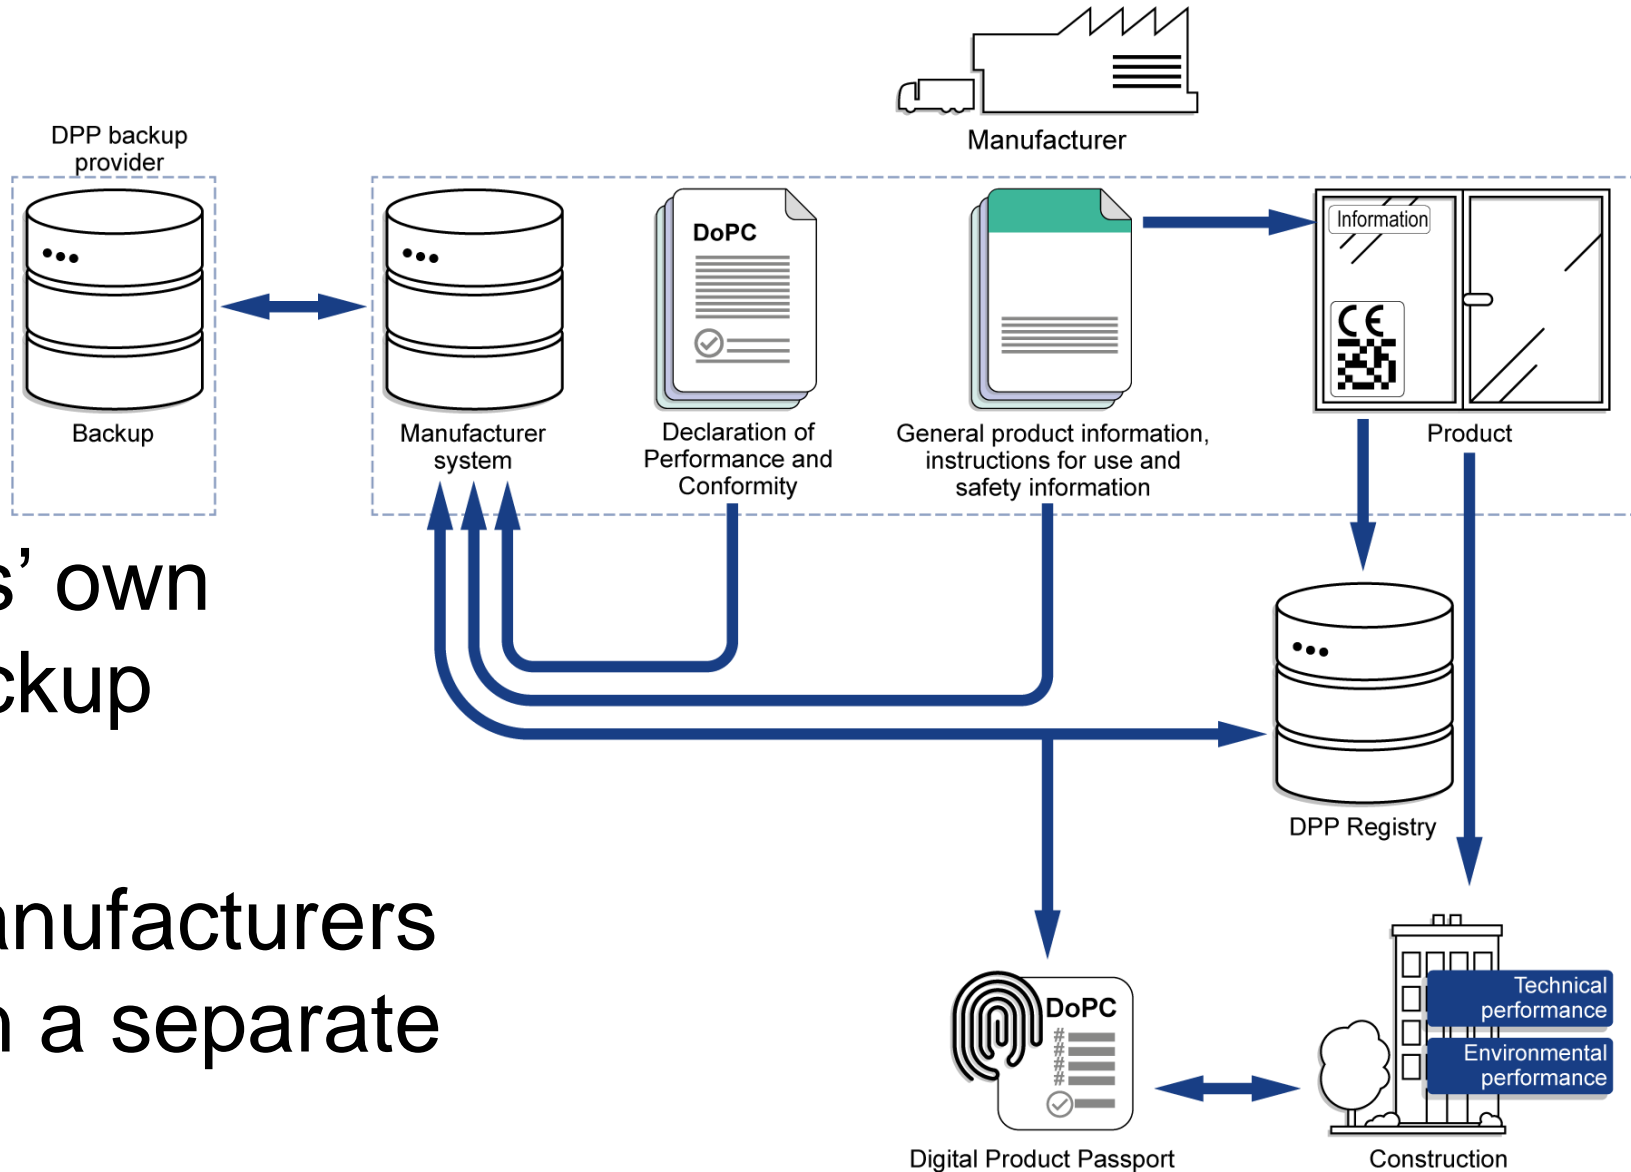 Manufacturer
DPP backup
provider
Backup
Manufacturer
system
DoPC
Declaration of
Performance and
Conformity
General product information,
instructions for use and
safety information
Information
CE
Product
s’ own
ckup
DPP Registry
anufacturers
n a separate
DoPC
#
#
#
#
Digital Product Passport
Technical
performance
Environmental
performance
Construction